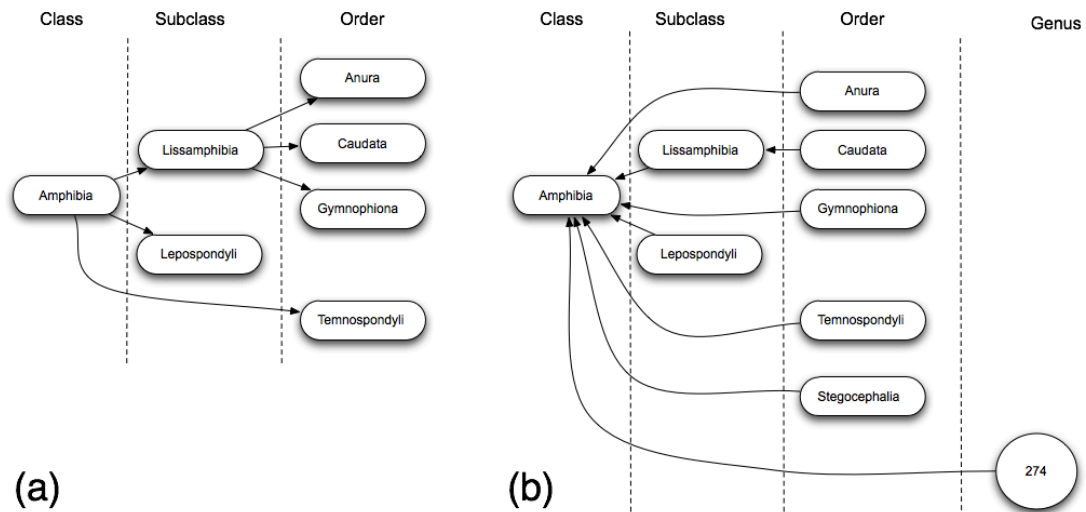 Class Subclass Order
Anura
Lissamphibia
Caudata
Amphibia
Gymnophiona
Lepospondyli
Temnospondyli
(a)
Class Subclass Order Genus
Anura
Lissamphibia
Caudata
Amphibia
Gymnophiona
Lepospondyli
Temnospondyli
Stegocephalia
274
(b)